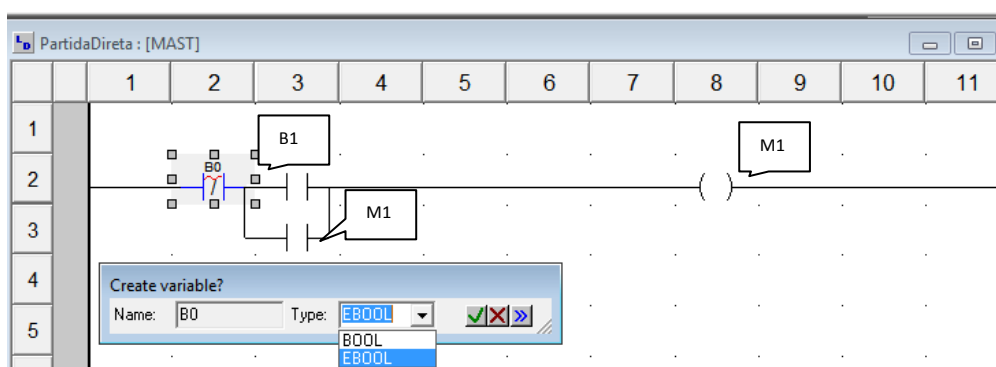 PartidaDireta : [MAST]
1 2 3 4 5 6 7 8 9 10 11
1
B1
M1
B0
2
M1
3
4
Create variable?
Name: B0 Type: EBOOL
5
BOOL
EBOOL